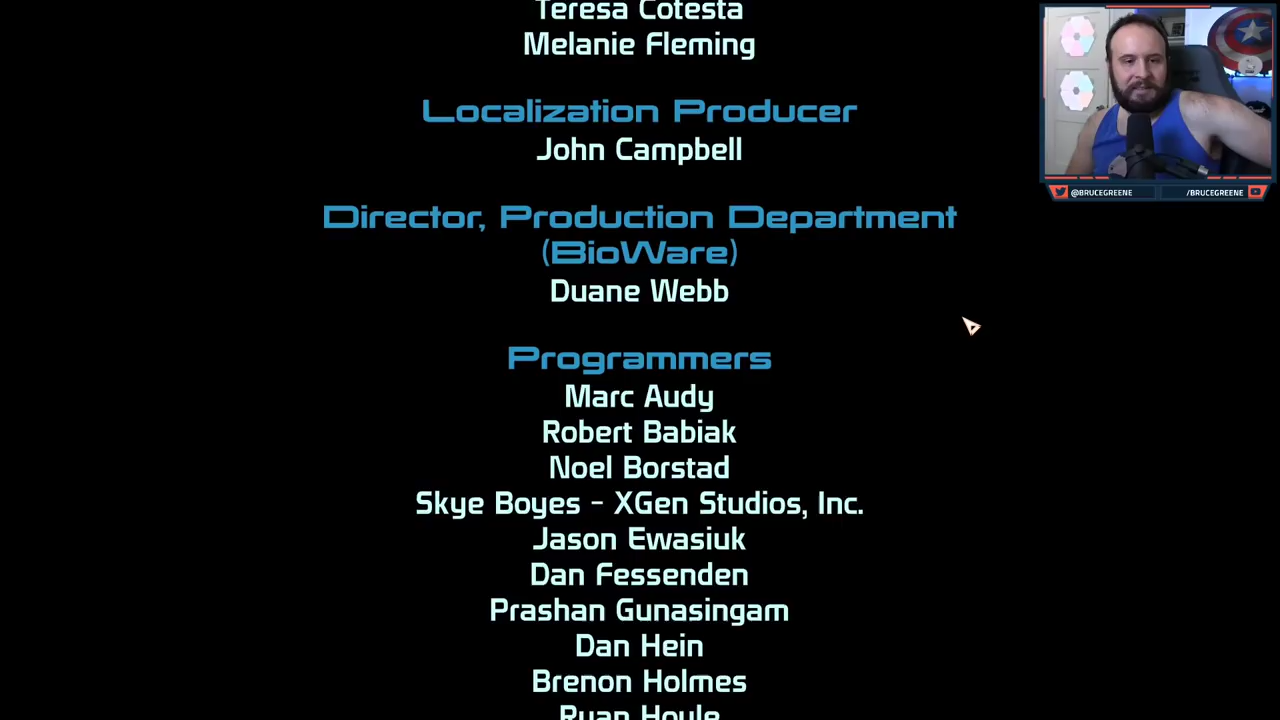 Teresa Cotesta
Melanie Fleming
Localization Producer
John Campbell
Director, Production Department
(BioWare)
Duane Webb
Programmers
Marc Audy
Robert Babiak
Noel Borstad
Skye Boyes - XGen Studios, Inc.
Jason Ewasiuk
Dan Fessenden
Prashan Gunasingam
Dan Hein
Brenon Holmes
Ryan Hoyle
@BRUCEGREENE
/BRUCEGREENE